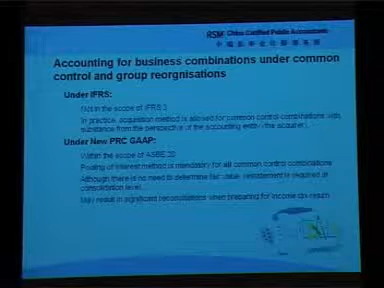 RSM China Certified Public Accountants
Accounting for business combinations under common
control and group reorgnisations
Under IFRS:
Not in the scope of IFRS 3
In practice, acquisition method is allowed for common control combinations with
substance from the perspective of the accounting entity (the acquirer)
Under New PRC GAAP:
Within the scope of ASBE 20
Pooling of interest method is mandatory for all common control combinations
Although there is no need to determine fair value, restatement is required at
consolidation level
May result in significant reconciliations when preparing for income tax return